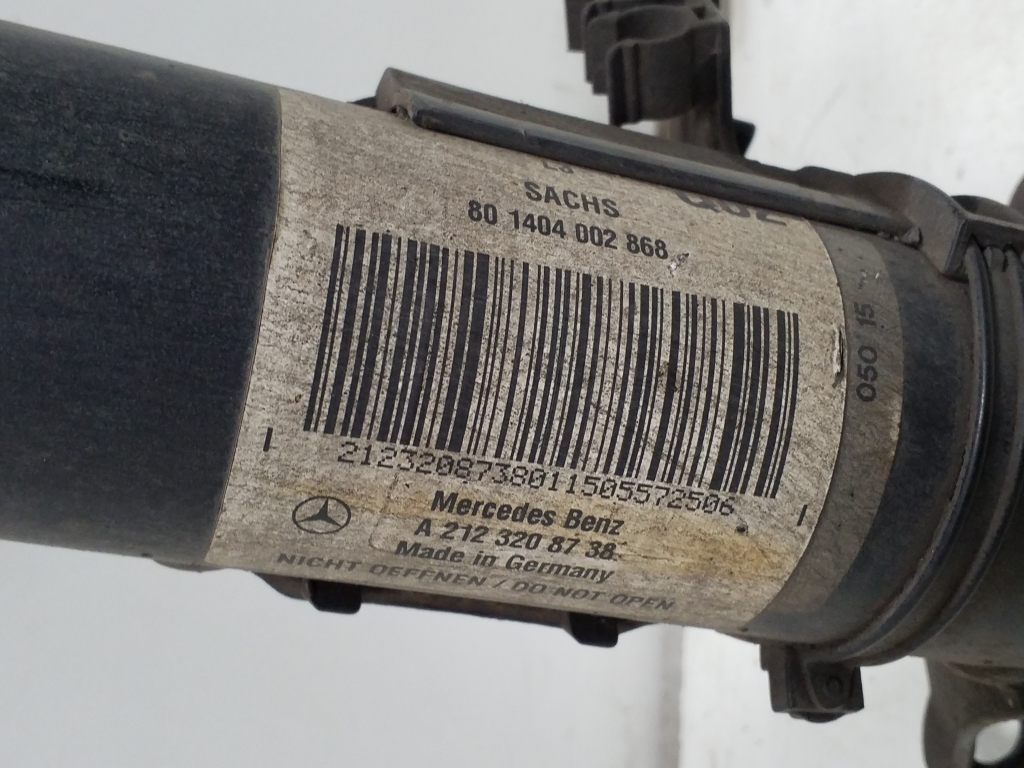 SACHS
80 1404 002 868
050 15
2123208738011505572506
Mercedes Benz
A 212 320 87 38
Made in Germany
NICHT OEFFNEN / DO NOT OPEN